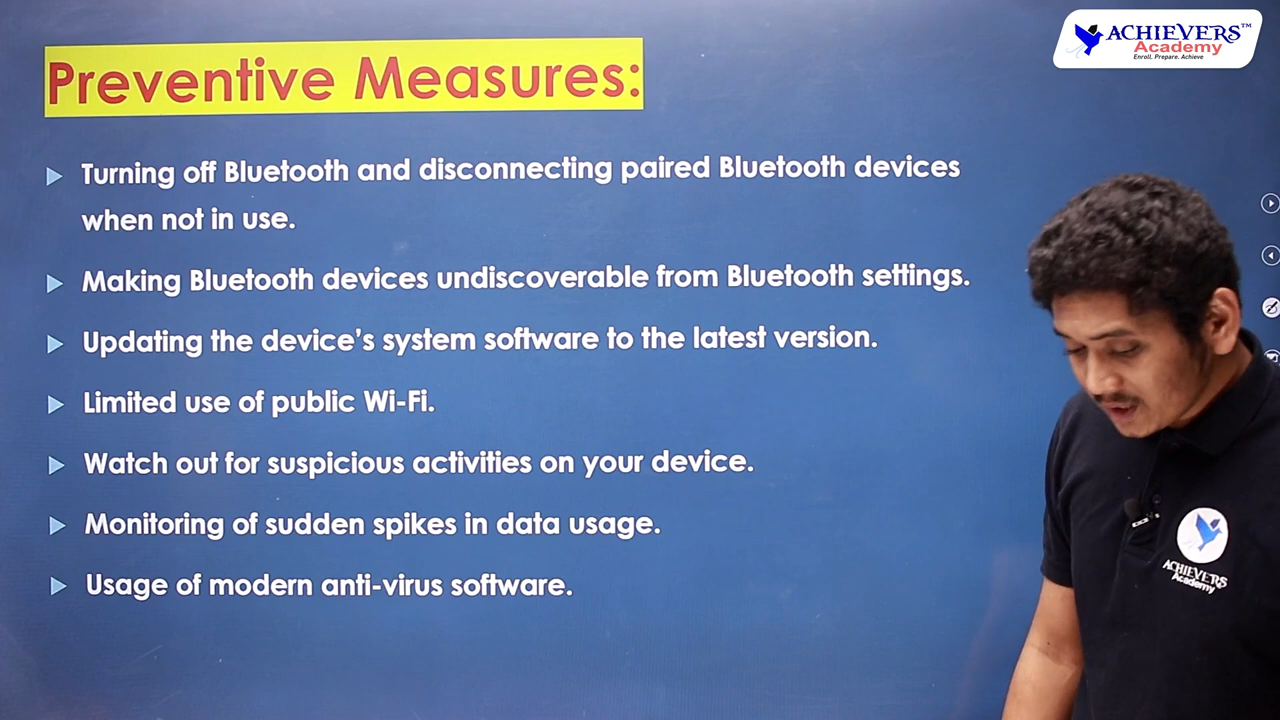 ACHIEVERS™
Academy
Enroll. Prepare. Achieve
Preventive Measures:
Turning off Bluetooth and disconnecting paired Bluetooth devices
when not in use.
Making Bluetooth devices undiscoverable from Bluetooth settings.
Updating the device's system software to the latest version.
Limited use of public Wi-Fi.
Watch out for suspicious activities on your device.
Monitoring of sudden spikes in data usage.
Usage of modern anti-virus software.
ACHIEVERS
Academy